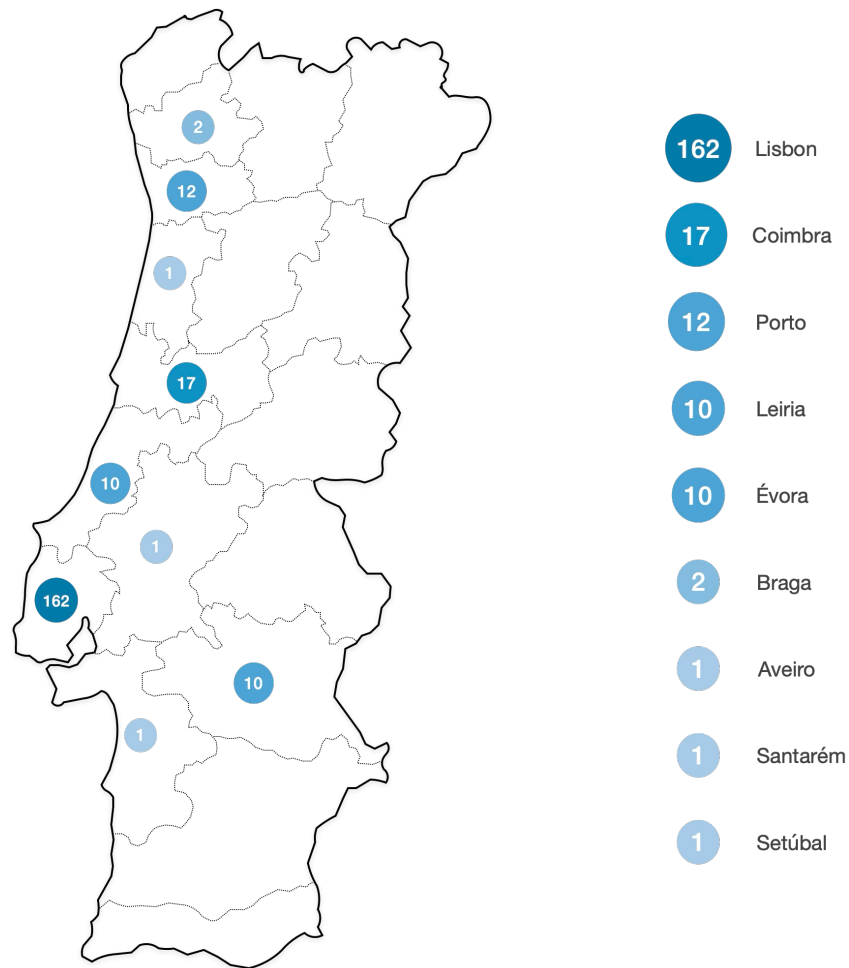 2
12
1
17
10
1
162
10
1
162 Lisbon
17 Coimbra
12 Porto
10 Leiria
10 Évora
2 Braga
1 Aveiro
1 Santarém
1 Setúbal